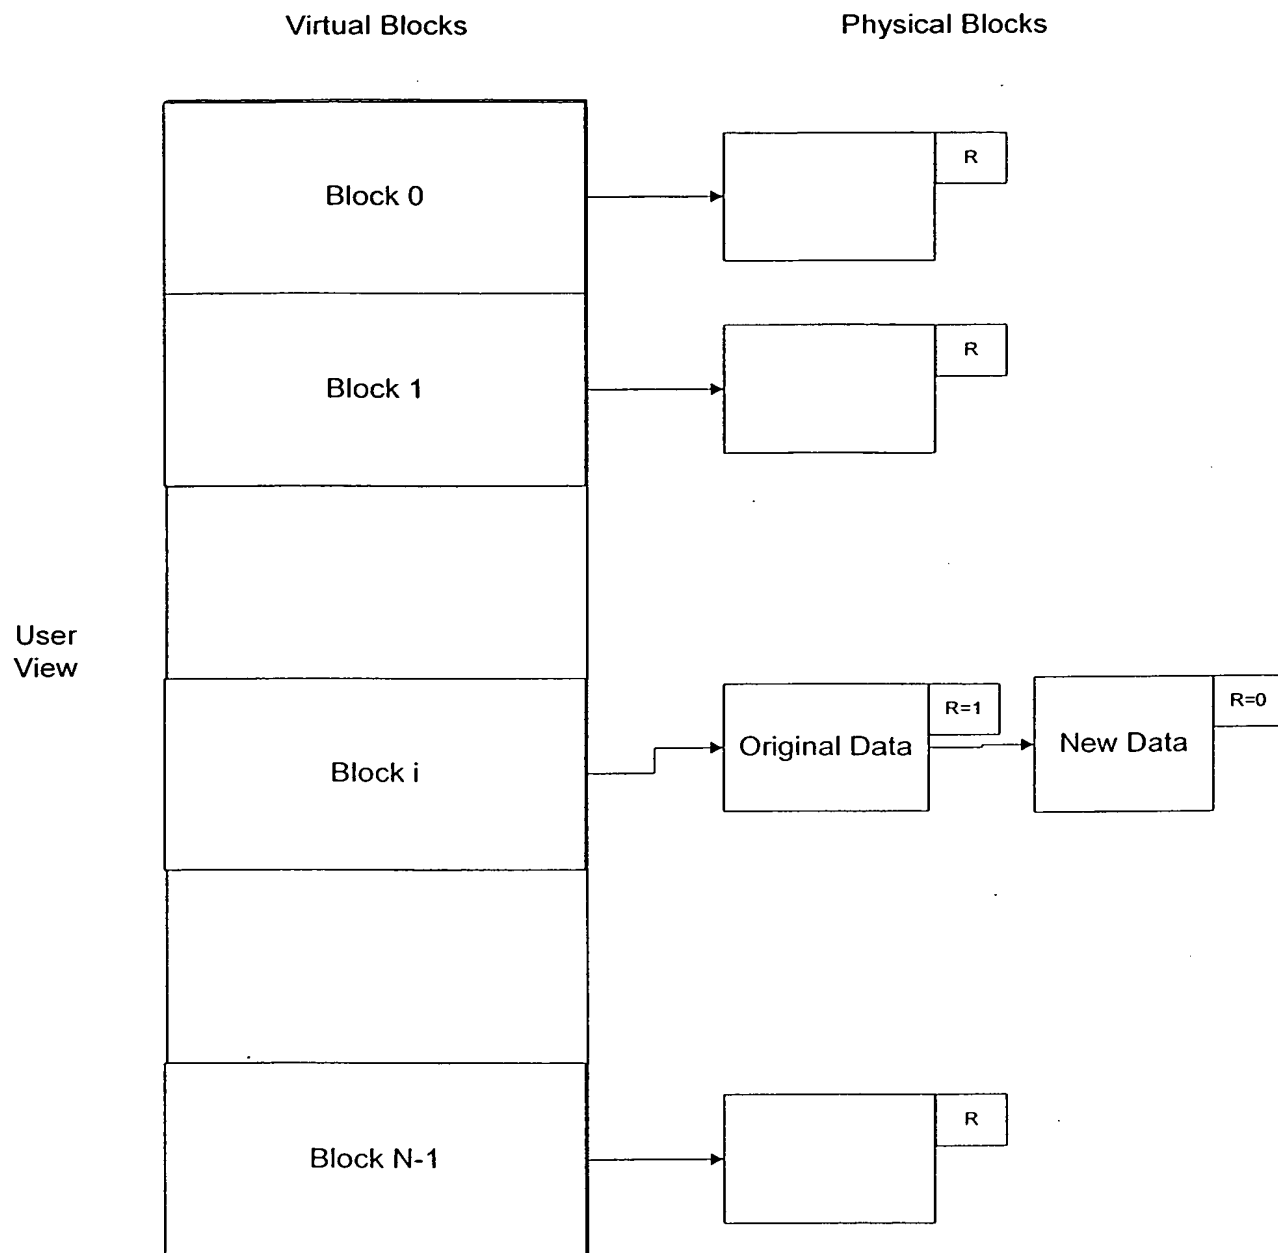 Virtual Blocks
Physical Blocks
Block 0
R
Block 1
R
User
View
Block i
Original Data
R=1
New Data
R=0
Block N-1
R